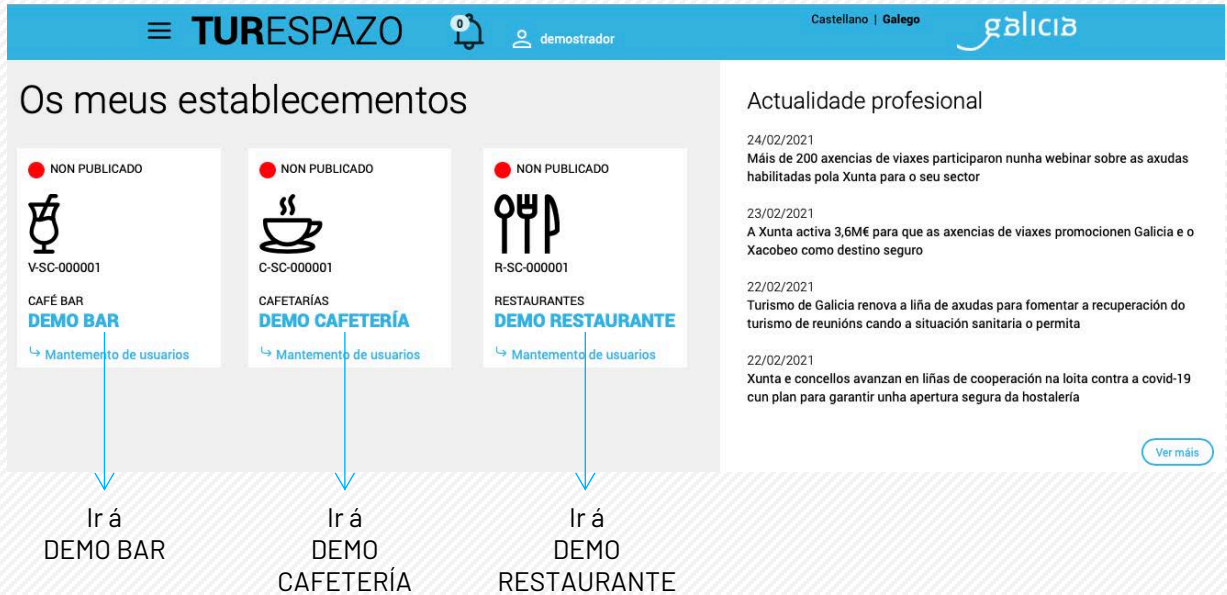 TURESPAZO
0
demostrador
Castellano | Galego
galicia
Os meus establecementos
NON PUBLICADO
V-SC-000001
CAFÉ BAR
DEMO BAR
Mantemento de usuarios
NON PUBLICADO
C-SC-000001
CAFETARÍAS
DEMO CAFETERÍA
Mantemento de usuarios
NON PUBLICADO
R-SC-000001
RESTAURANTES
DEMO RESTAURANTE
Mantemento de usuarios
Actualidade profesional
24/02/2021
Máis de 200 axencias de viaxes participaron nunha webinar sobre as axudas
habilitadas pola Xunta para o seu sector
23/02/2021
A Xunta activa 3,6M€ para que as axencias de viaxes promocionen Galicia e o
Xacobeo como destino seguro
22/02/2021
Turismo de Galicia renova a liña de axudas para fomentar a recuperación do
turismo de reunións cando a situación sanitaria o permita
22/02/2021
Xunta e concellos avanzan en liñas de cooperación na loita contra a covid-19
cun plan para garantir unha apertura segura da hostalería
Ver máis
Ir á
DEMO BAR
Ir á
DEMO
CAFETERÍA
Ir á
DEMO
RESTAURANTE